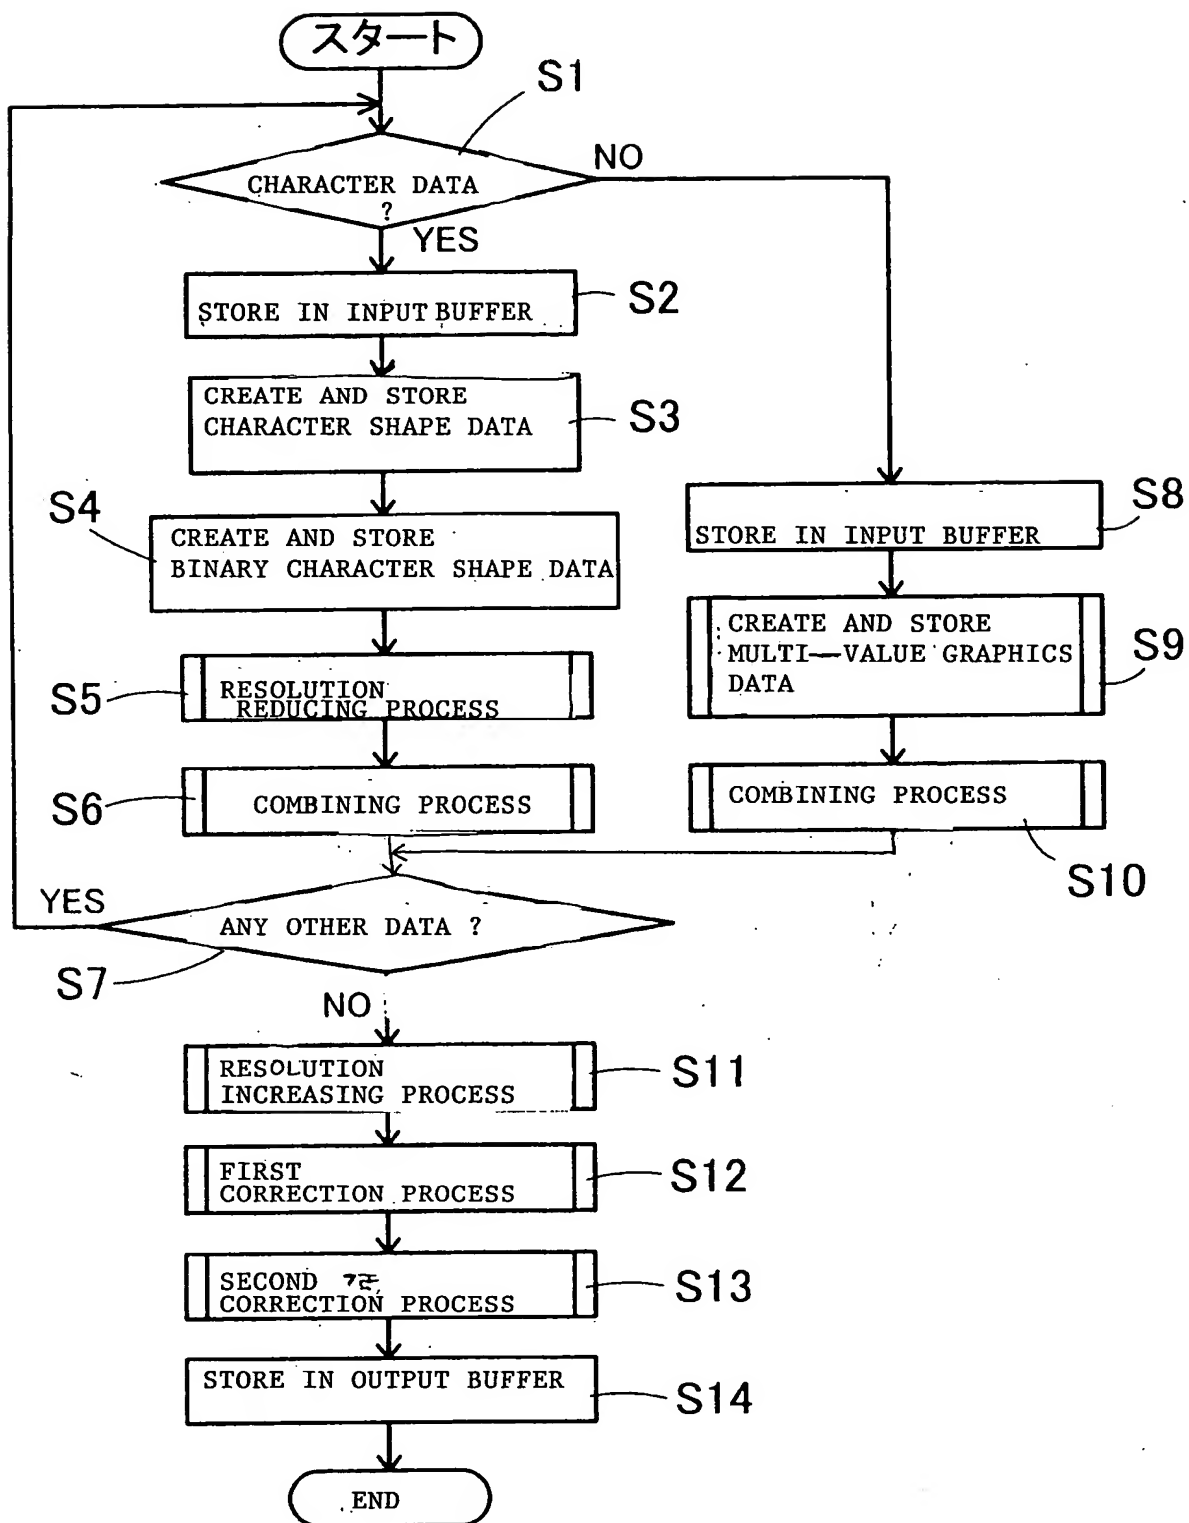 スタート
S1
CHARACTER DATA
?
NO
YES
STORE IN INPUT BUFFER
S2
CREATE AND STORE
CHARACTER SHAPE DATA
S3
S4
CREATE AND STORE
BINARY CHARACTER SHAPE DATA
S5
RESOLUTION
REDUCING PROCESS
S6
COMBINING PROCESS
STORE IN INPUT BUFFER
S8
CREATE AND STORE
MULTI-VALUE GRAPHICS
DATA
S9
COMBINING PROCESS
S10
YES
ANY OTHER DATA ?
S7
NO
RESOLUTION
INCREASING PROCESS
S11
FIRST
CORRECTION PROCESS
S12
SECOND
CORRECTION PROCESS
S13
STORE IN OUTPUT BUFFER
S14
END